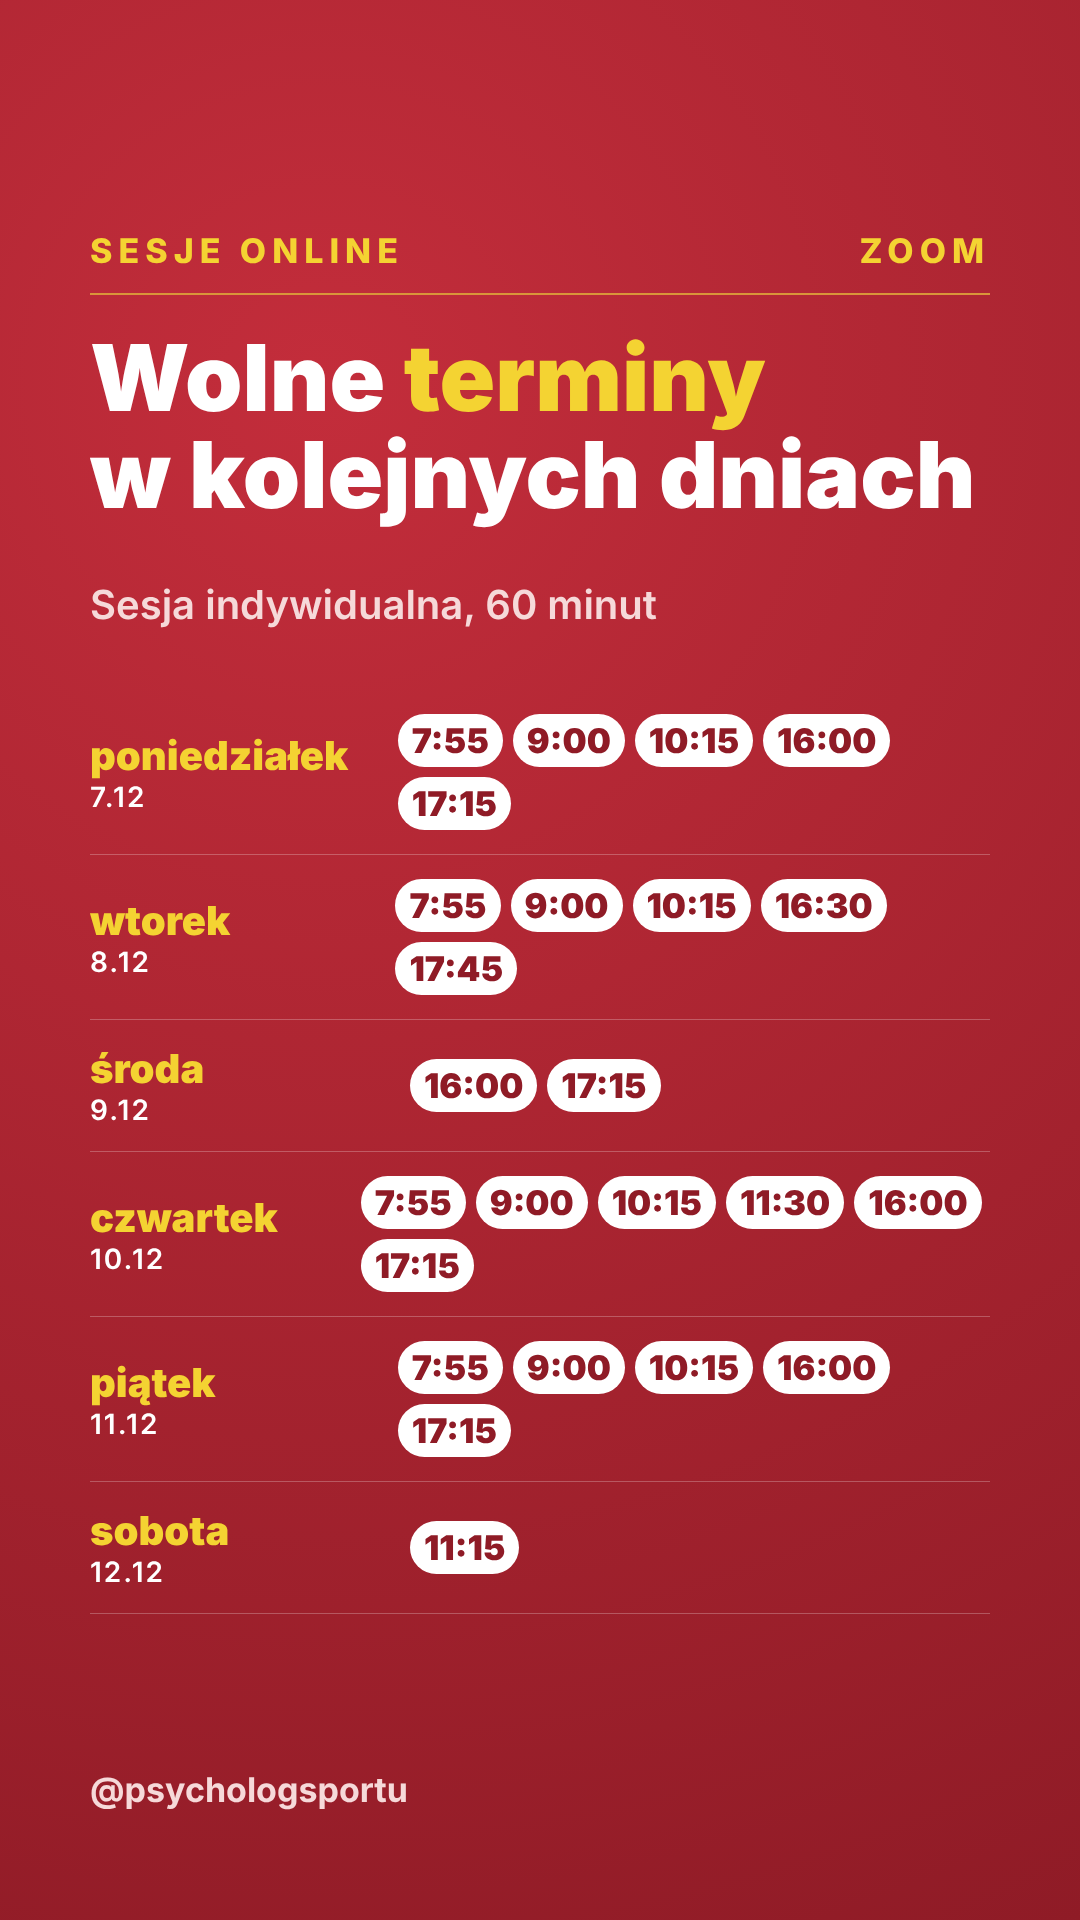 SESJE ONLINE ZOOM
Wolne terminy
w kolejnych dniach
Sesja indywidualna, 60 minut
poniedziałek
7.12
7:55 9:00 10:15 16:00
17:15
wtorek
8.12
7:55 9:00 10:15 16:30
17:45
środa
9.12
16:00 17:15
czwartek
10.12
7:55 9:00 10:15 11:30 16:00
17:15
piątek
11.12
7:55 9:00 10:15 16:00
17:15
sobota
12.12
11:15
@psychologsportu